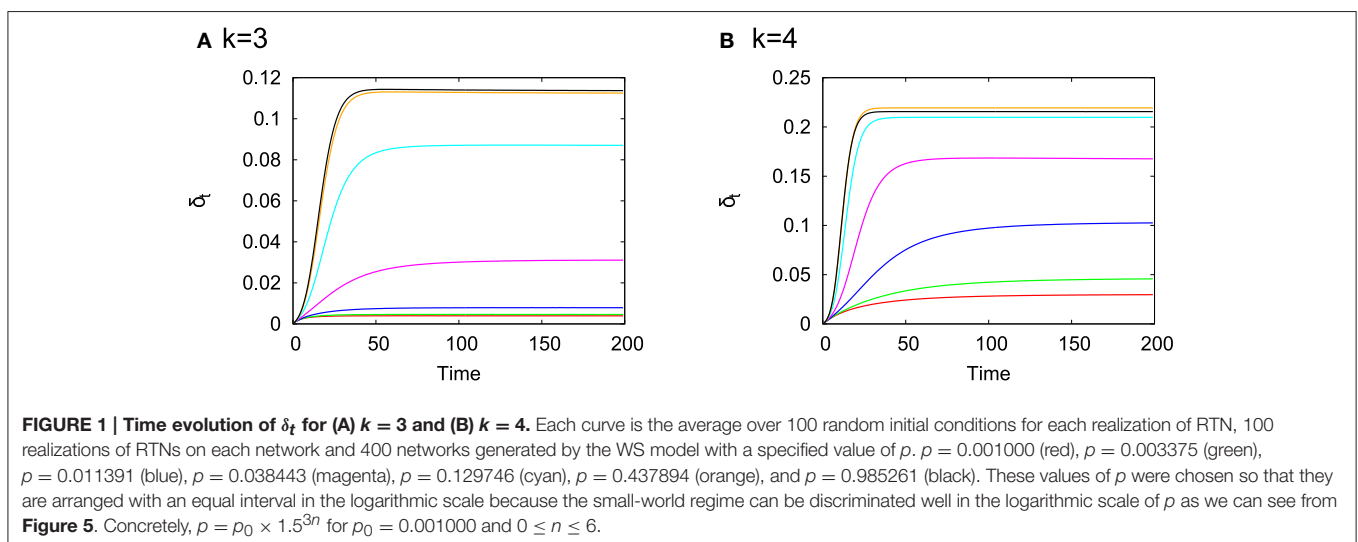 A k=3
B k=4
0.12
0.1
0.08
0.06
0.04
0.02
0
δ̄t
0 50 100 150 200
Time
0.25
0.2
0.15
0.1
0.05
0
δ̄t
0 50 100 150 200
Time
FIGURE 1 | Time evolution of δt for (A) k = 3 and (B) k = 4. Each curve is the average over 100 random initial conditions for each realization of RTN, 100
realizations of RTNs on each network and 400 networks generated by the WS model with a specified value of p. p = 0.001000 (red), p = 0.003375 (green),
p = 0.011391 (blue), p = 0.038443 (magenta), p = 0.129746 (cyan), p = 0.437894 (orange), and p = 0.985261 (black). These values of p were chosen so that they
are arranged with an equal interval in the logarithmic scale because the small-world regime can be discriminated well in the logarithmic scale of p as we can see from
Figure 5. Concretely, p = p₀ × 1.5³ⁿ for p₀ = 0.001000 and 0 ≤ n ≤ 6.